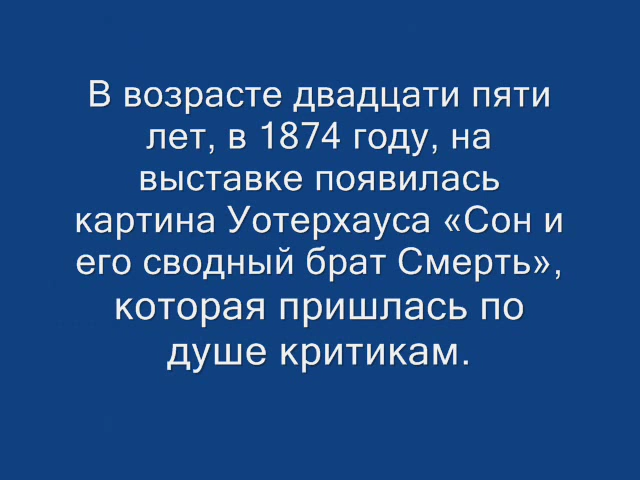 В возрасте двадцати пяти
лет, в 1874 году, на
выставке появилась
картина Уотерхауса «Сон и
его сводный брат Смерть»,
которая пришлась по
душе критикам.